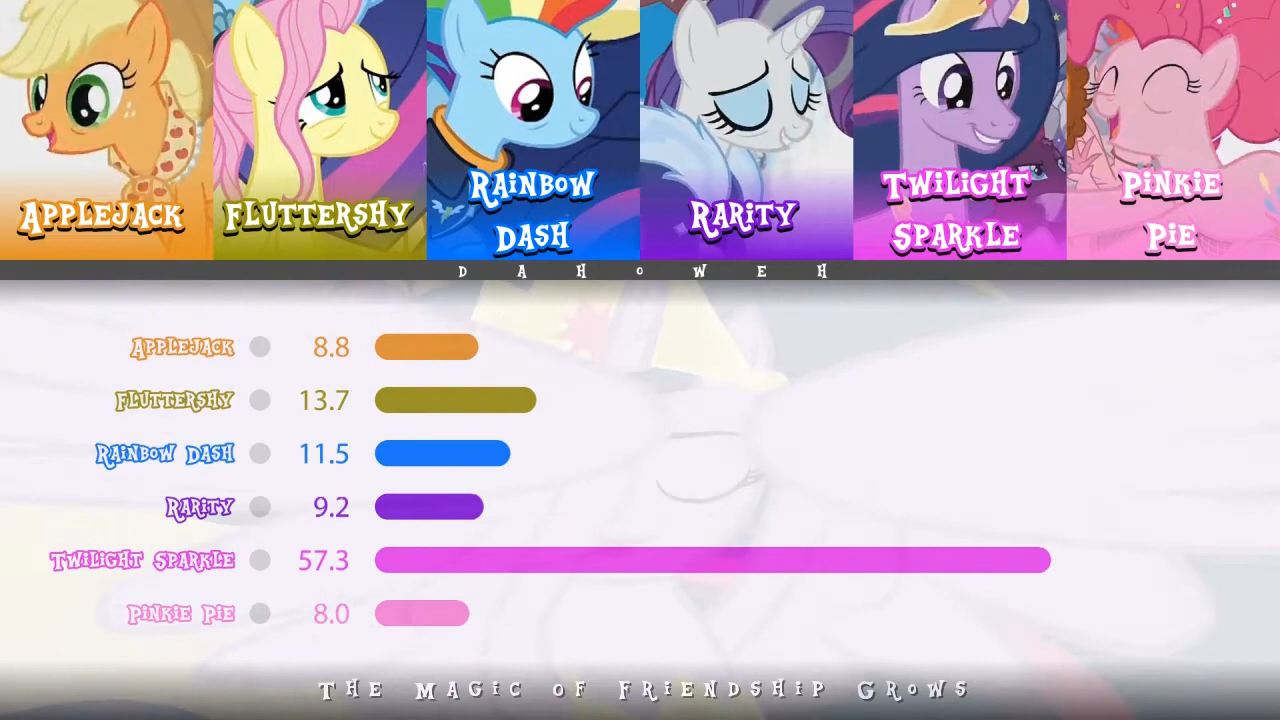 Applejack
Fluttershy
Rainbow
Dash
Rarity
Twilight
Sparkle
Pinkie
Pie
DAHOWEH
Applejack 8.8
Fluttershy 13.7
Rainbow Dash 11.5
Rarity 9.2
Twilight Sparkle 57.3
Pinkie Pie 8.0
The Magic of Friendship Grows